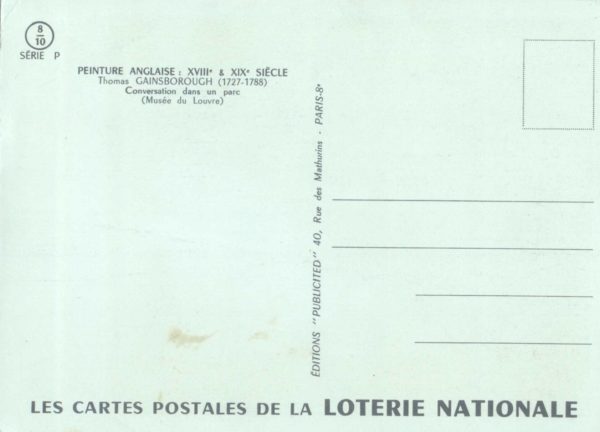 8
10
SÉRIE P
PEINTURE ANGLAISE : XVIIIe & XIXe SIÈCLE
Thomas GAINSBOROUGH (1727-1788)
Conversation dans un parc
(Musée du Louvre)
ÉDITIONS "PUBLICITED" 40, Rue des Mathurins - PARIS-8e
LES CARTES POSTALES DE LA LOTERIE NATIONALE